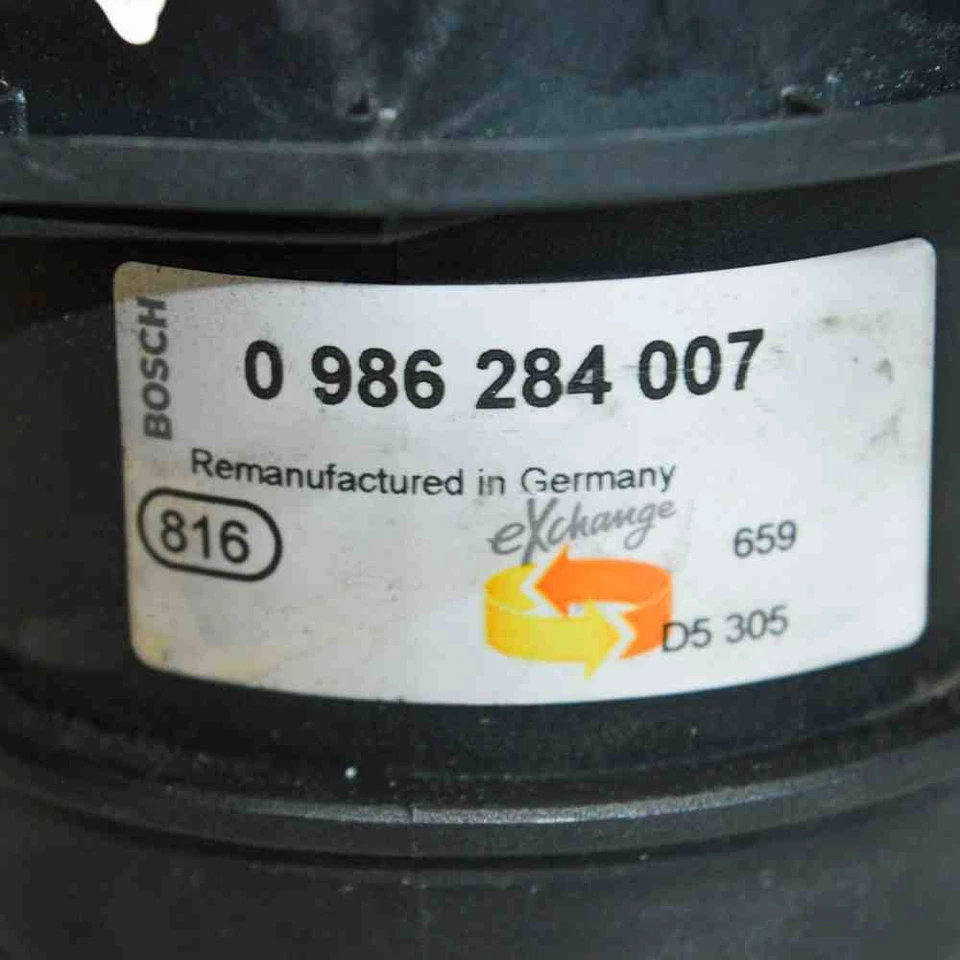 BOSCH
0 986 284 007
Remanufactured in Germany
816
eXchange
659
D5 305